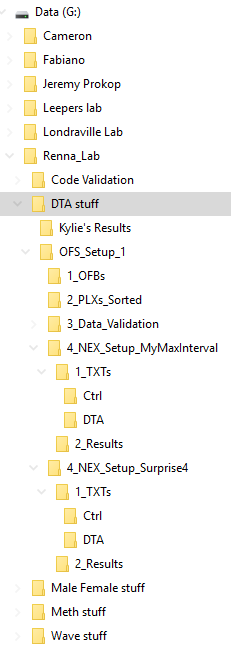 Data (G:)
Cameron
Fabiano
Jeremy Prokop
Leepers lab
Londraville Lab
Renna_Lab
Code Validation
DTA stuff
Kylie's Results
OFS_Setup_1
1_OFBs
2_PLXs_Sorted
3_Data_Validation
4_NEX_Setup_MyMaxInterval
1_TXTs
Ctrl
DTA
2_Results
4_NEX_Setup_Surprise4
1_TXTs
Ctrl
DTA
2_Results
Male Female stuff
Meth stuff
Wave stuff